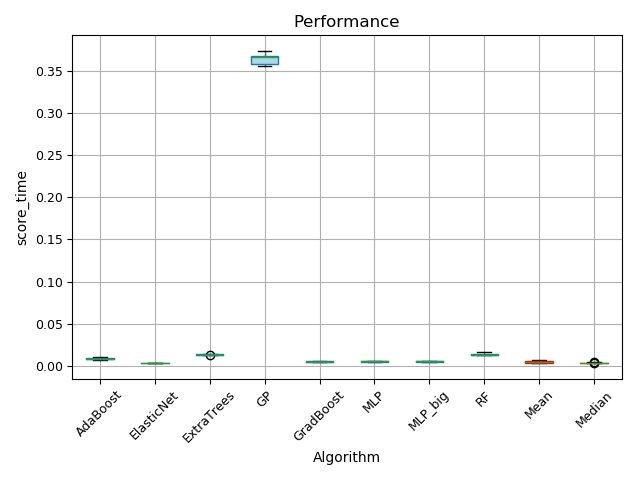 Performance
score_time
0.35
0.30
0.25
0.20
0.15
0.10
0.05
0.00
AdaBoost
ElasticNet
ExtraTrees
GP
GradBoost
MLP
MLP_big
RF
Mean
Median
Algorithm